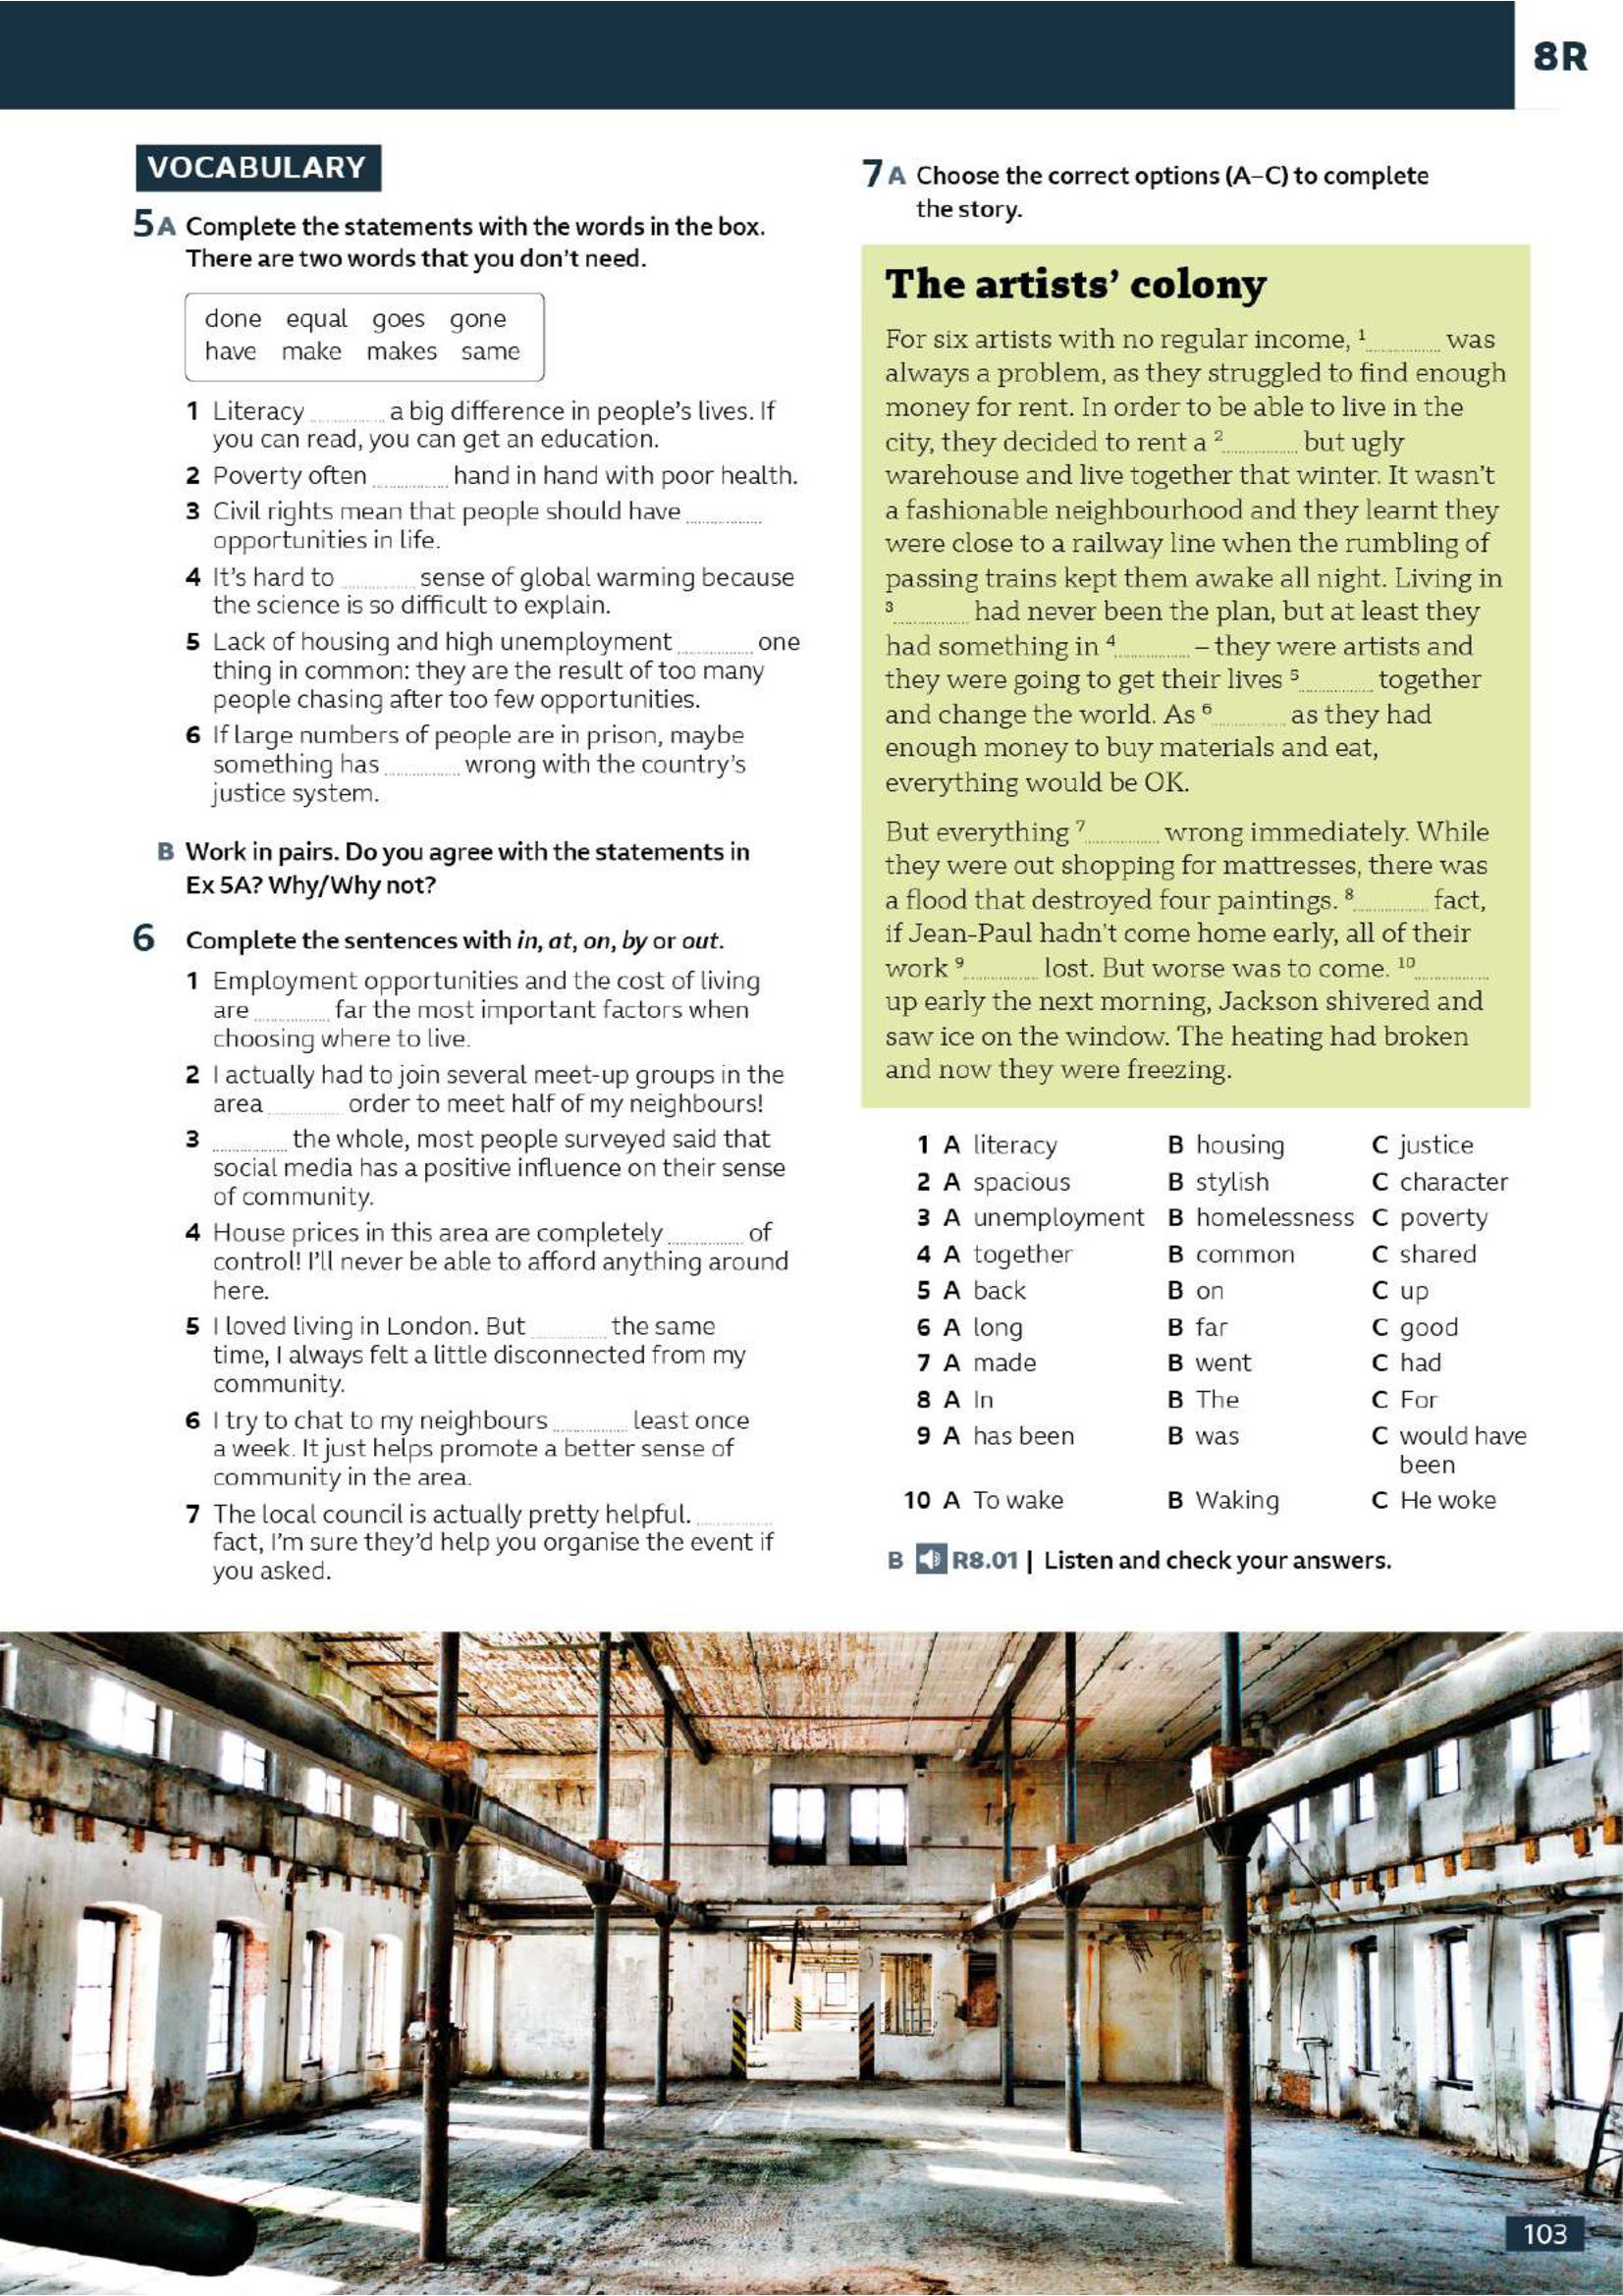 8R
VOCABULARY
5 A Complete the statements with the words in the box.
There are two words that you don't need.
done equal goes gone
have make makes same
1 Literacy ............ a big difference in people's lives. If
you can read, you can get an education.
2 Poverty often ............ hand in hand with poor health.
3 Civil rights mean that people should have ............
opportunities in life.
4 It's hard to ............ sense of global warming because
the science is so difficult to explain.
5 Lack of housing and high unemployment ............ one
thing in common: they are the result of too many
people chasing after too few opportunities.
6 If large numbers of people are in prison, maybe
something has ............ wrong with the country's
justice system.
B Work in pairs. Do you agree with the statements in
Ex 5A? Why/Why not?
6 Complete the sentences with in, at, on, by or out.
1 Employment opportunities and the cost of living
are ............ far the most important factors when
choosing where to live.
2 I actually had to join several meet-up groups in the
area ............ order to meet half of my neighbours!
3 ............ the whole, most people surveyed said that
social media has a positive influence on their sense
of community.
4 House prices in this area are completely ............ of
control! I'll never be able to afford anything around
here.
5 I loved living in London. But ............ the same
time, I always felt a little disconnected from my
community.
6 I try to chat to my neighbours ............ least once
a week. It just helps promote a better sense of
community in the area.
7 The local council is actually pretty helpful. ............
fact, I'm sure they'd help you organise the event if
you asked.
7 A Choose the correct options (A–C) to complete
the story.
The artists' colony
For six artists with no regular income, 1 ............ was
always a problem, as they struggled to find enough
money for rent. In order to be able to live in the
city, they decided to rent a 2 ............ but ugly
warehouse and live together that winter. It wasn't
a fashionable neighbourhood and they learnt they
were close to a railway line when the rumbling of
passing trains kept them awake all night. Living in
3 ............ had never been the plan, but at least they
had something in 4 ............ – they were artists and
they were going to get their lives 5 ............ together
and change the world. As 6 ............ as they had
enough money to buy materials and eat,
everything would be OK.
But everything 7 ............ wrong immediately. While
they were out shopping for mattresses, there was
a flood that destroyed four paintings. 8 ............ fact,
if Jean-Paul hadn't come home early, all of their
work 9 ............ lost. But worse was to come. 10 ............
up early the next morning, Jackson shivered and
saw ice on the window. The heating had broken
and now they were freezing.
1 A literacy B housing C justice
2 A spacious B stylish C character
3 A unemployment B homelessness C poverty
4 A together B common C shared
5 A back B on C up
6 A long B far C good
7 A made B went C had
8 A In B The C For
9 A has been B was C would have
been
10 A To wake B Waking C He woke
B R8.01 | Listen and check your answers.
103